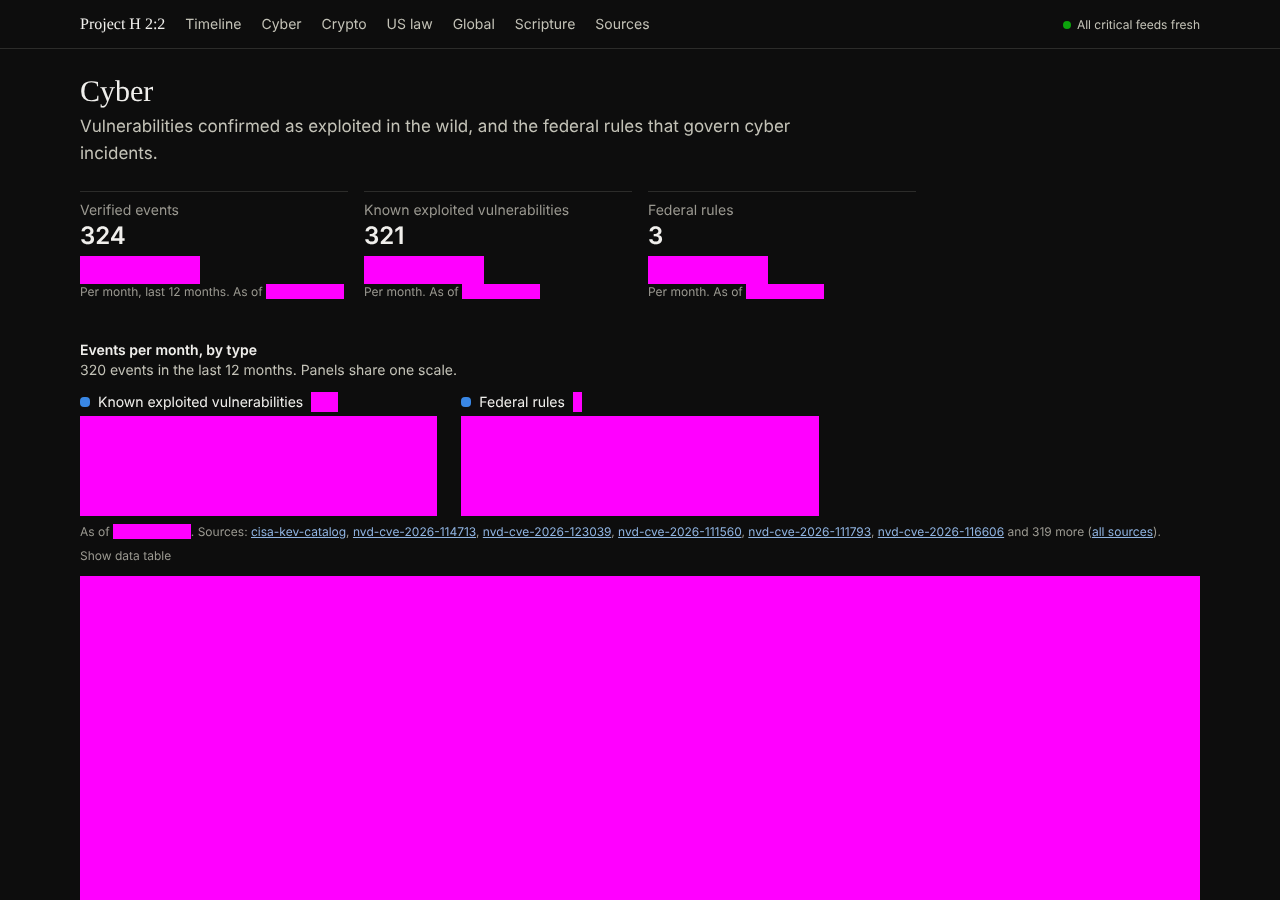 Project H 2:2 Timeline Cyber Crypto US law Global Scripture Sources All critical feeds fresh
Cyber
Vulnerabilities confirmed as exploited in the wild, and the federal rules that govern cyber
incidents.
Verified events Known exploited vulnerabilities Federal rules
324 321 3
Per month, last 12 months. As of Per month. As of Per month. As of
Events per month, by type
320 events in the last 12 months. Panels share one scale.
Known exploited vulnerabilities Federal rules
As of . Sources: cisa-kev-catalog, nvd-cve-2026-114713, nvd-cve-2026-123039, nvd-cve-2026-111560, nvd-cve-2026-111793, nvd-cve-2026-116606 and 319 more (all sources).
Show data table